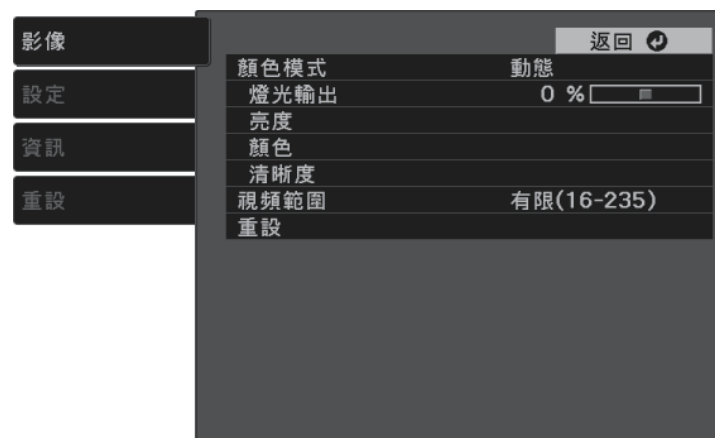 影像
設定
資訊
重設
返回
顏色模式 動態
燈光輸出 0 %
亮度
顏色
清晰度
視頻範圍 有限(16-235)
重設